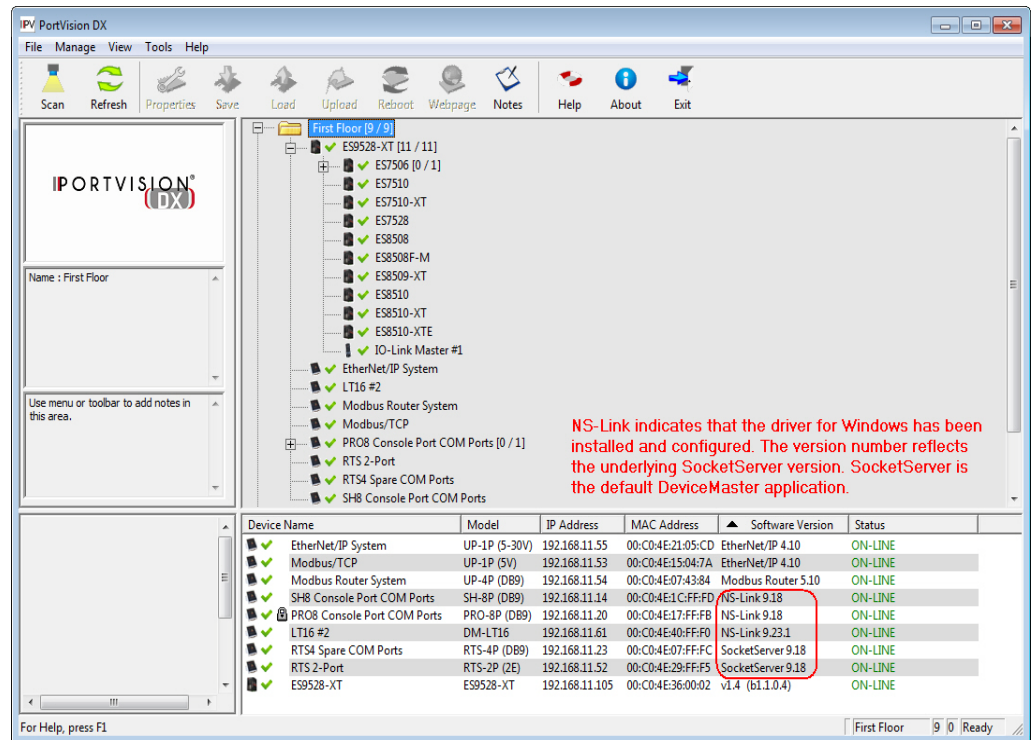 IPV PortVision DX
File Manage View Tools Help
Scan Refresh Properties Save Load Upload Reboot Webpage Notes Help About Exit
PORTVISION®
(DX)
Name : First Floor
Use menu or toolbar to add notes in
this area.
First Floor [9 / 9]
ES9528-XT [11 / 11]
ES7506 [0 / 1]
ES7510
ES7510-XT
ES7528
ES8508
ES8508F-M
ES8509-XT
ES8510
ES8510-XT
ES8510-XTE
IO-Link Master #1
EtherNet/IP System
LT16 #2
Modbus Router System
Modbus/TCP
PRO8 Console Port COM Ports [0 / 1]
RTS 2-Port
RTS4 Spare COM Ports
SH8 Console Port COM Ports
NS-Link indicates that the driver for Windows has been
installed and configured. The version number reflects
the underlying SocketServer version. SocketServer is
the default DeviceMaster application.
Device Name Model IP Address MAC Address Software Version Status
EtherNet/IP System UP-1P (5-30V) 192.168.11.55 00:C0:4E:21:05:CD EtherNet/IP 4.10 ON-LINE
Modbus/TCP UP-1P (5V) 192.168.11.53 00:C0:4E:15:04:7A EtherNet/IP 4.10 ON-LINE
Modbus Router System UP-4P (DB9) 192.168.11.54 00:C0:4E:07:43:84 Modbus Router 5.10 ON-LINE
SH8 Console Port COM Ports SH-8P (DB9) 192.168.11.14 00:C0:4E:1C:FF:FD NS-Link 9.18 ON-LINE
PRO8 Console Port COM Ports PRO-8P (DB9) 192.168.11.20 00:C0:4E:17:FF:FB NS-Link 9.18 ON-LINE
LT16 #2 DM-LT16 192.168.11.61 00:C0:4E:40:FF:F0 NS-Link 9.23.1 ON-LINE
RTS4 Spare COM Ports RTS-4P (DB9) 192.168.11.23 00:C0:4E:07:FF:FC SocketServer 9.18 ON-LINE
RTS 2-Port RTS-2P (2E) 192.168.11.52 00:C0:4E:29:FF:F5 SocketServer 9.18 ON-LINE
ES9528-XT ES9528-XT 192.168.11.105 00:C0:4E:36:00:02 v1.4 (b1.1.0.4) ON-LINE
For Help, press F1
First Floor 9 0 Ready